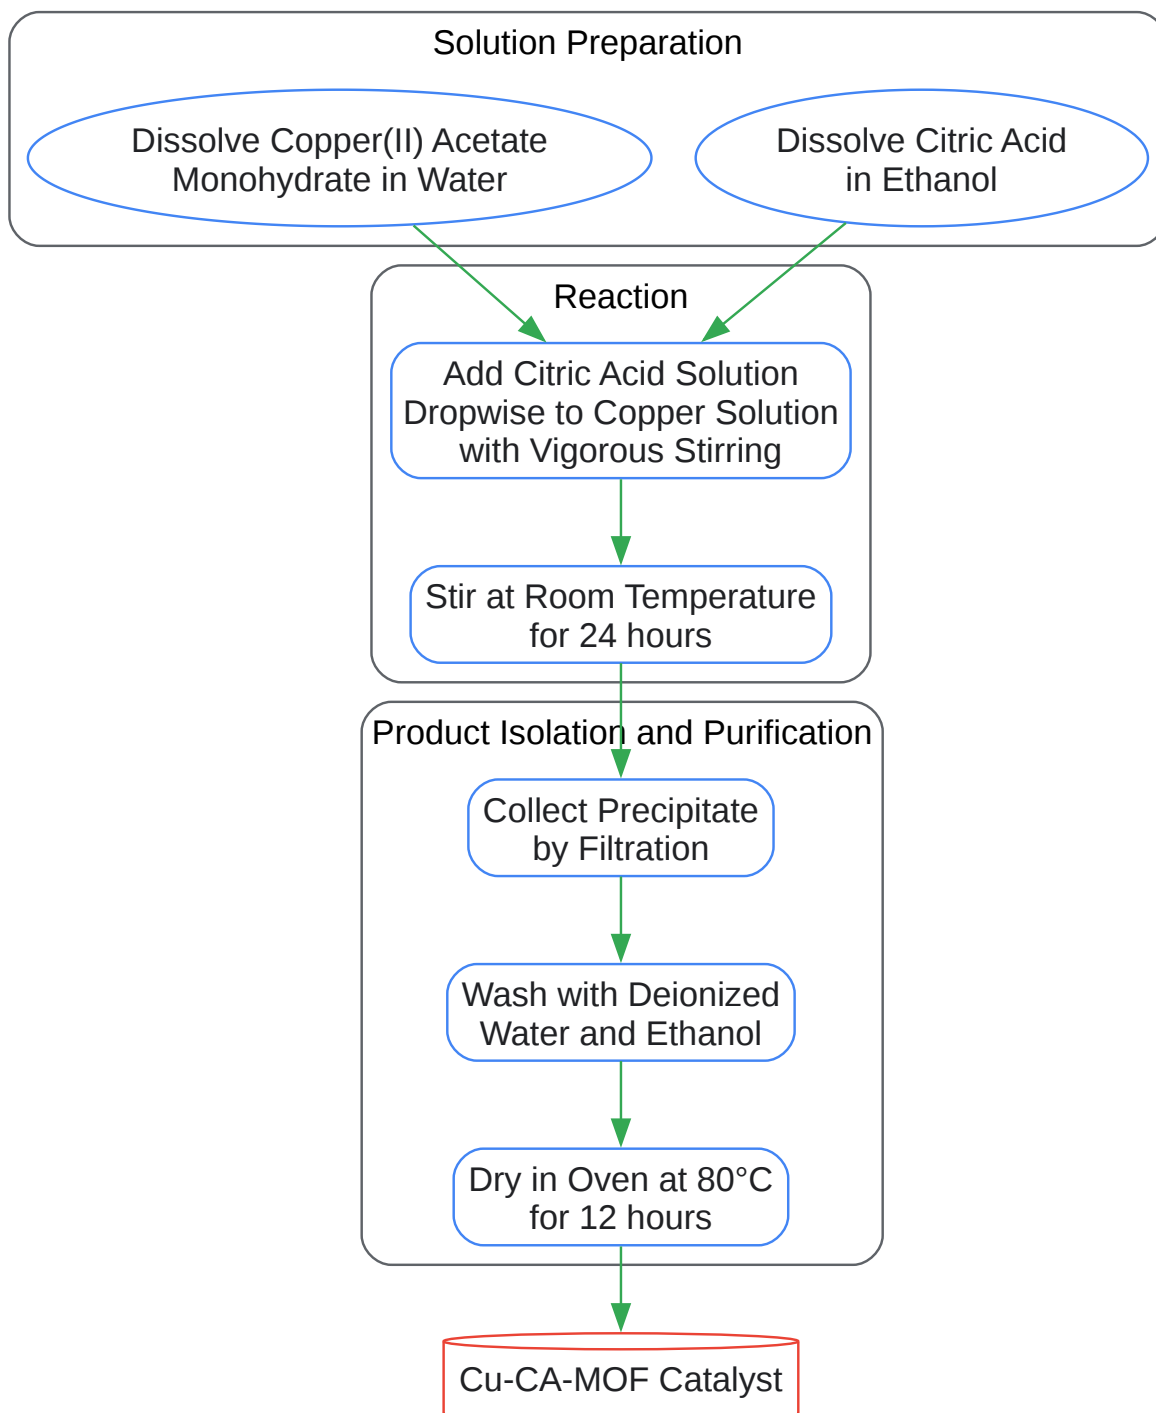 Solution Preparation
Dissolve Copper(II) Acetate
Monohydrate in Water
Dissolve Citric Acid
in Ethanol
Reaction
Add Citric Acid Solution
Dropwise to Copper Solution
with Vigorous Stirring
Stir at Room Temperature
for 24 hours
Product Isolation and Purification
Collect Precipitate
by Filtration
Wash with Deionized
Water and Ethanol
Dry in Oven at 80°C
for 12 hours
Cu-CA-MOF Catalyst